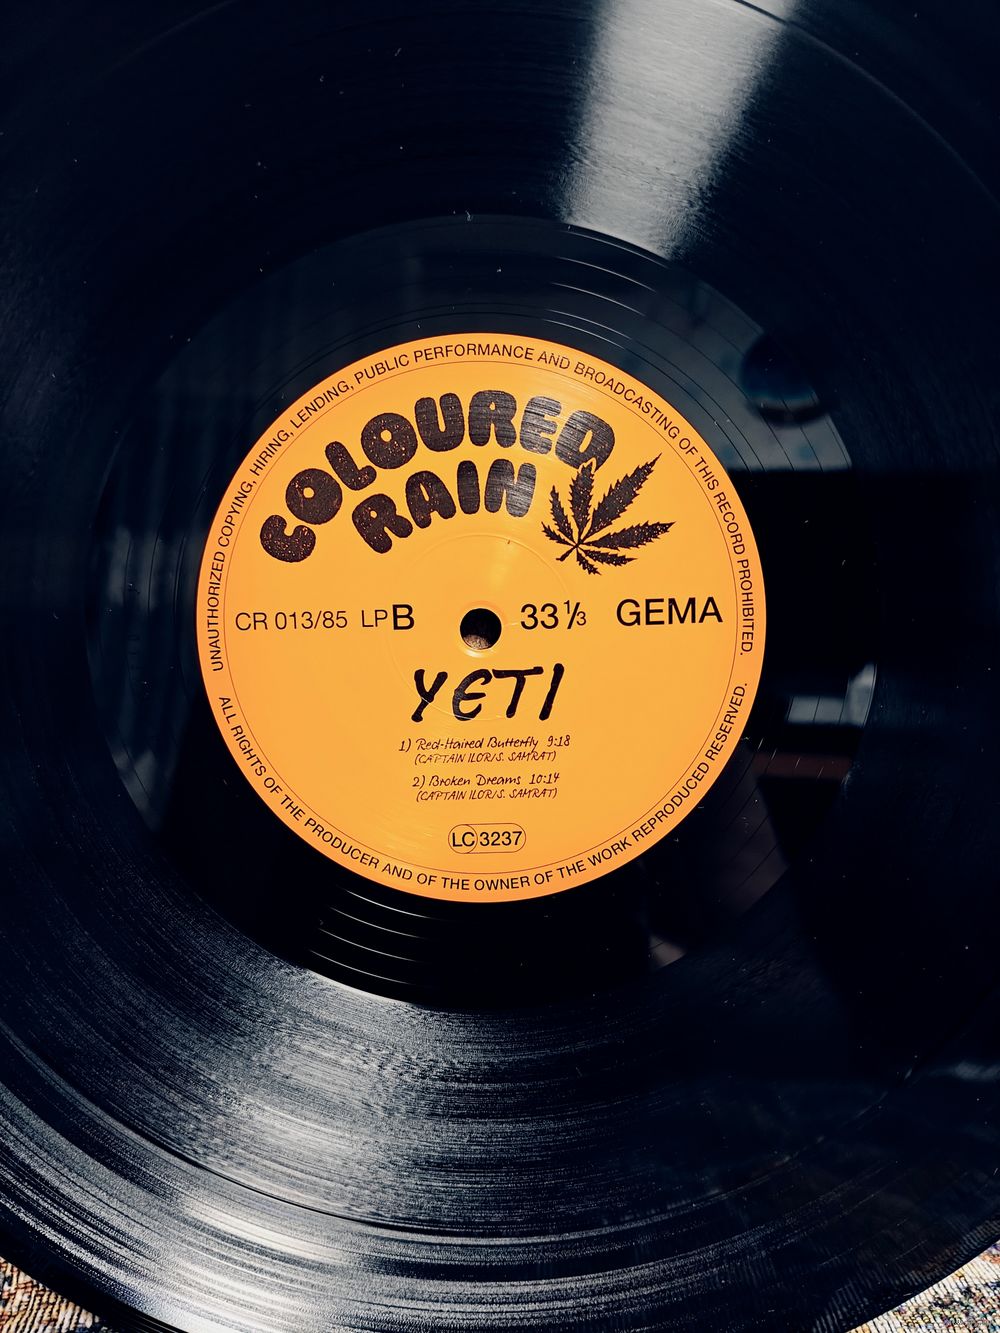 UNAUTHORIZED COPYING, HIRING, LENDING, PUBLIC PERFORMANCE AND BROADCASTING OF THIS RECORD PROHIBITED.
COLOURED
RAIN
CR 013/85 LP B 33 1/3 GEMA
YETI
1) Red-Haired Butterfly 9:18
(CAPTAIN ILOR/S. SAMRAT)
2) Broken Dreams 10:14
(CAPTAIN ILOR/S. SAMRAT)
LC 3237
ALL RIGHTS OF THE PRODUCER AND OF THE OWNER OF THE WORK REPRODUCED RESERVED.